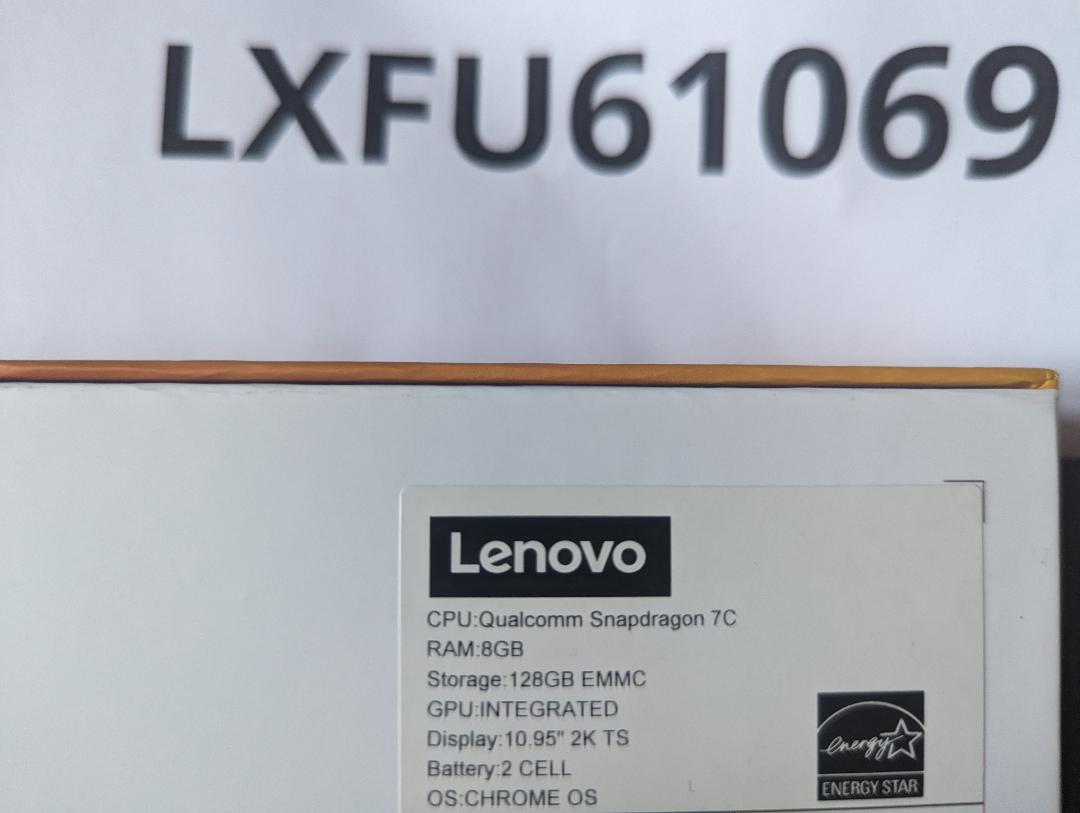 LXFU61069
Lenovo
CPU:Qualcomm Snapdragon 7C
RAM:8GB
Storage:128GB EMMC
GPU:INTEGRATED
Display:10.95" 2K TS
Battery:2 CELL
OS:CHROME OS
energy
ENERGY STAR